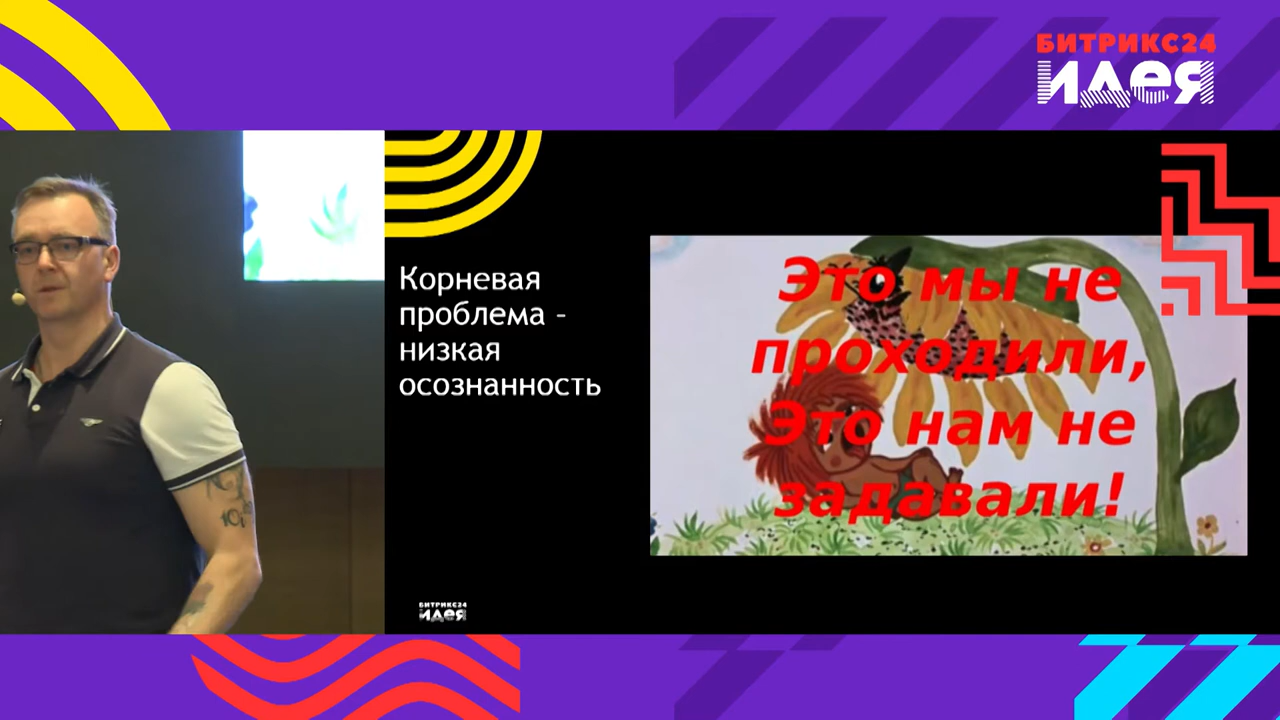 БИТРИКС24
идея
Корневая
проблема –
низкая
осознанность
Это мы не
проходили,
Это нам не
задавали!
БИТРИКС24
идея